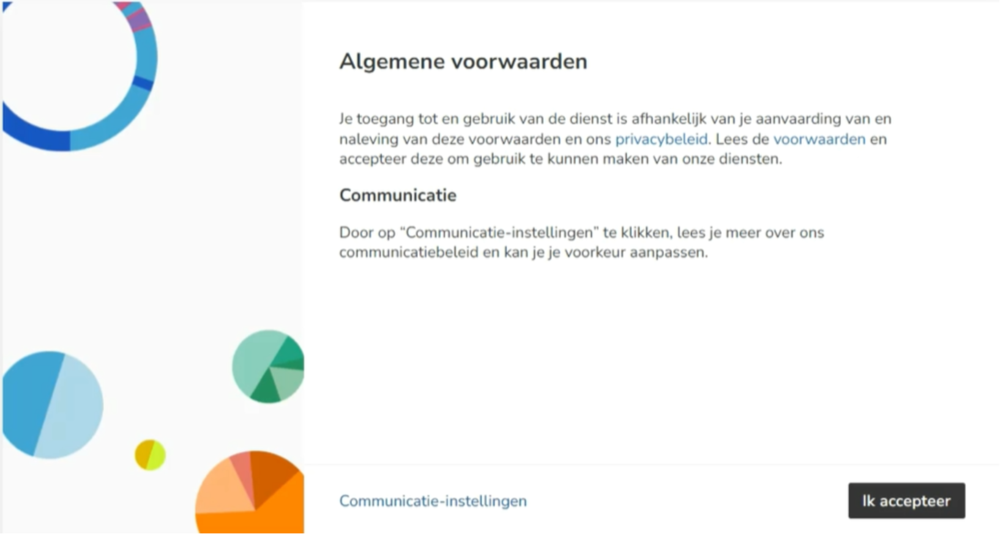 Algemene voorwaarden
Je toegang tot en gebruik van de dienst is afhankelijk van je aanvaarding van en
naleving van deze voorwaarden en ons privacybeleid. Lees de voorwaarden en
accepteer deze om gebruik te kunnen maken van onze diensten.
Communicatie
Door op “Communicatie-instellingen” te klikken, lees je meer over ons
communicatiebeleid en kan je je voorkeur aanpassen.
Communicatie-instellingen
Ik accepteer